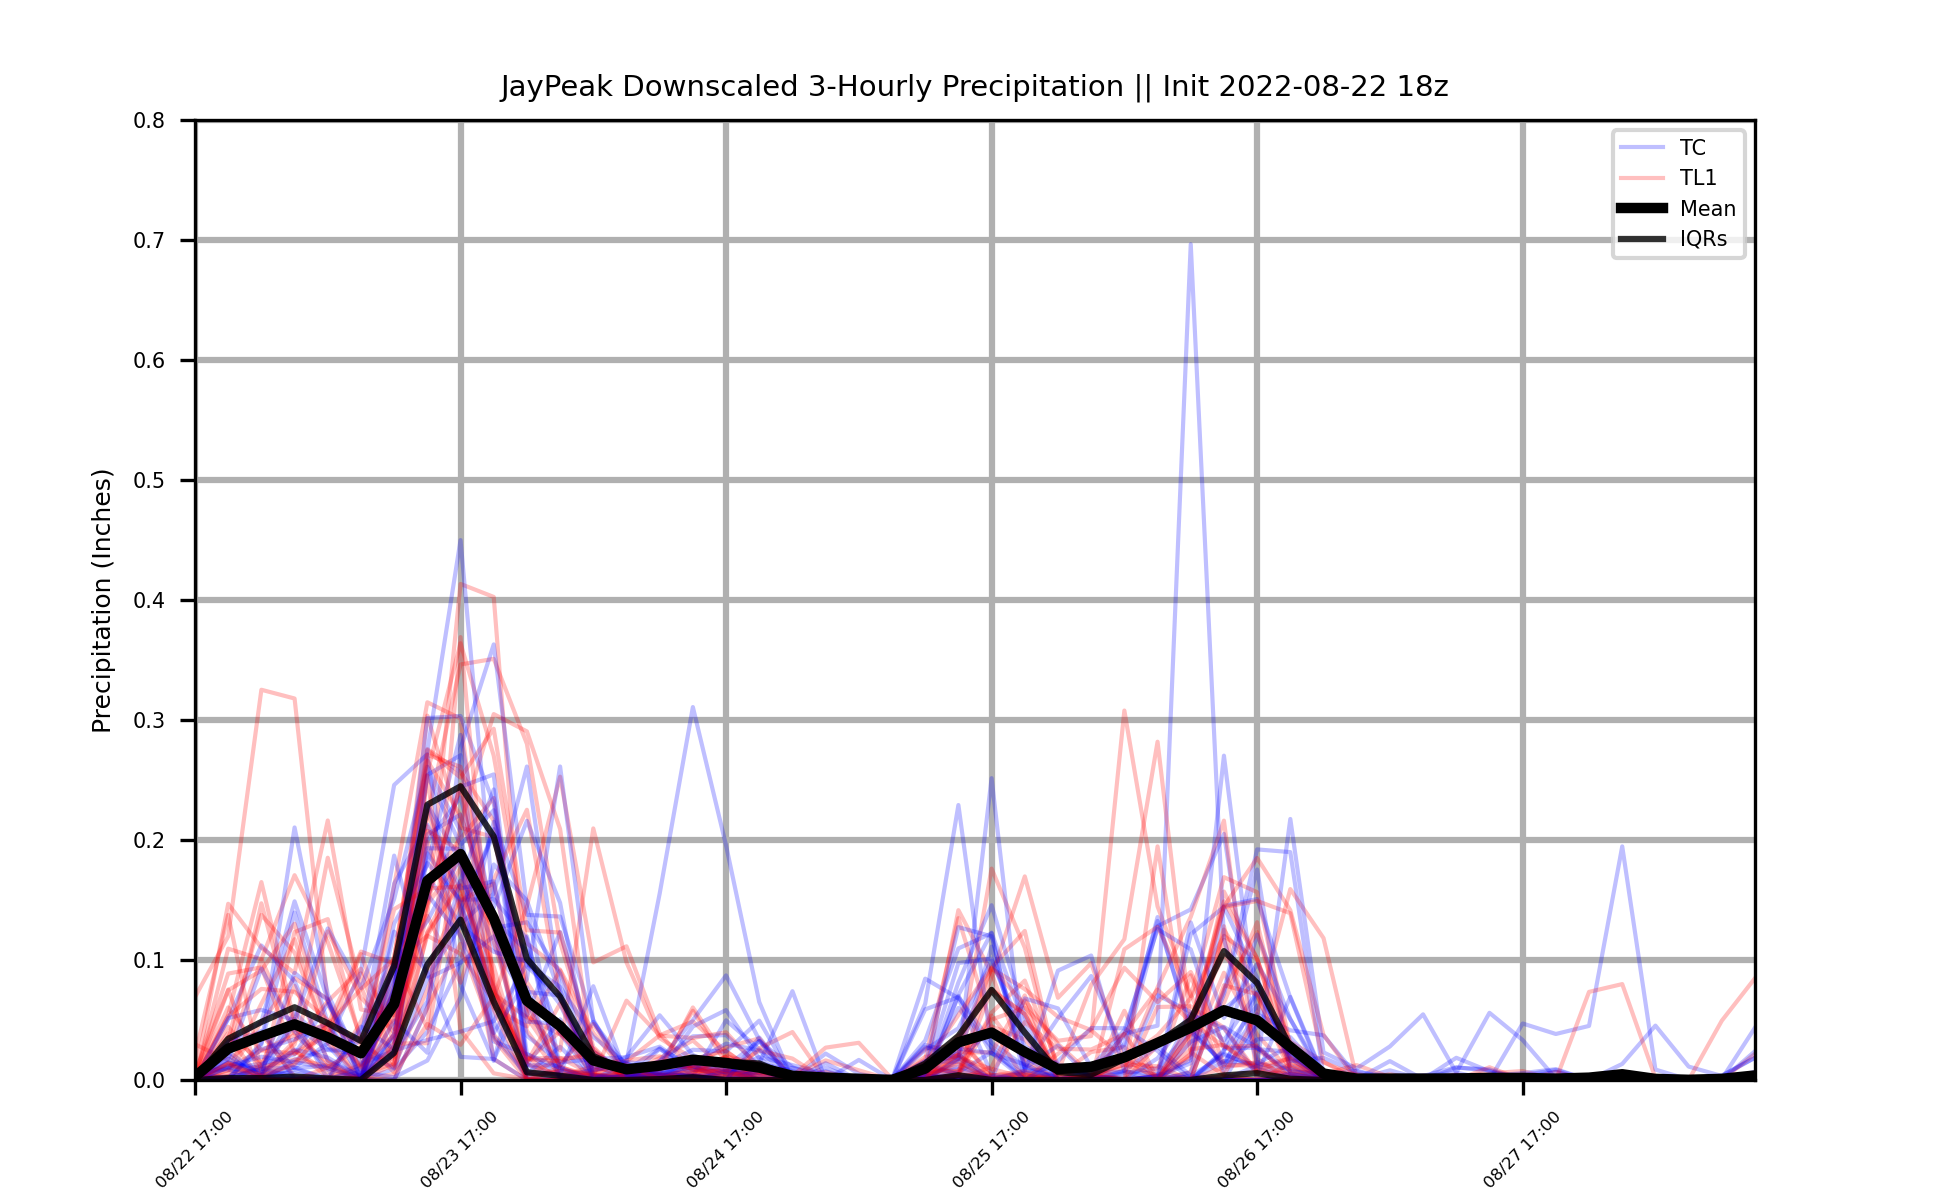 JayPeak Downscaled 3-Hourly Precipitation || Init 2022-08-22 18z
Precipitation (Inches)
0.8
0.7
0.6
0.5
0.4
0.3
0.2
0.1
0.0
TC
TL1
Mean
IQRs
08/22 17:00
08/23 17:00
08/24 17:00
08/25 17:00
08/26 17:00
08/27 17:00